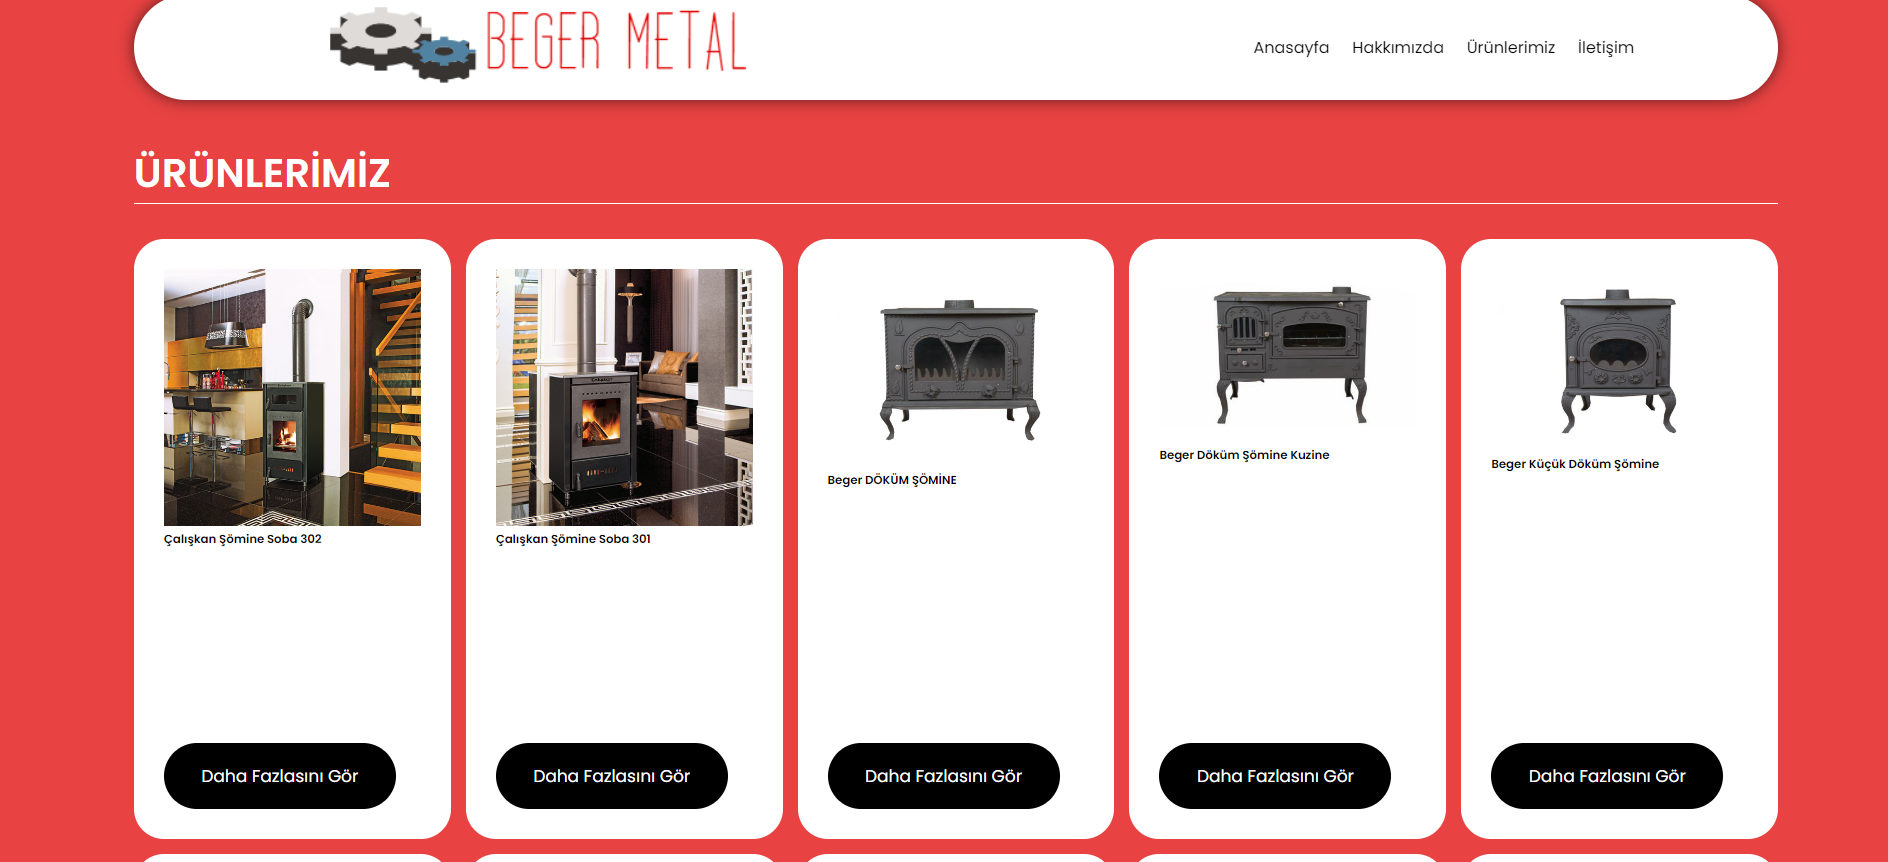 BEGER METAL
Anasayfa Hakkımızda Ürünlerimiz İletişim
ÜRÜNLERİMİZ
Çalışkan Şömine Soba 302
Çalışkan Şömine Soba 301
Beger DÖKÜM ŞÖMİNE
Beger Döküm Şömine Kuzine
Beger Küçük Döküm Şömine
Daha Fazlasını Gör
Daha Fazlasını Gör
Daha Fazlasını Gör
Daha Fazlasını Gör
Daha Fazlasını Gör